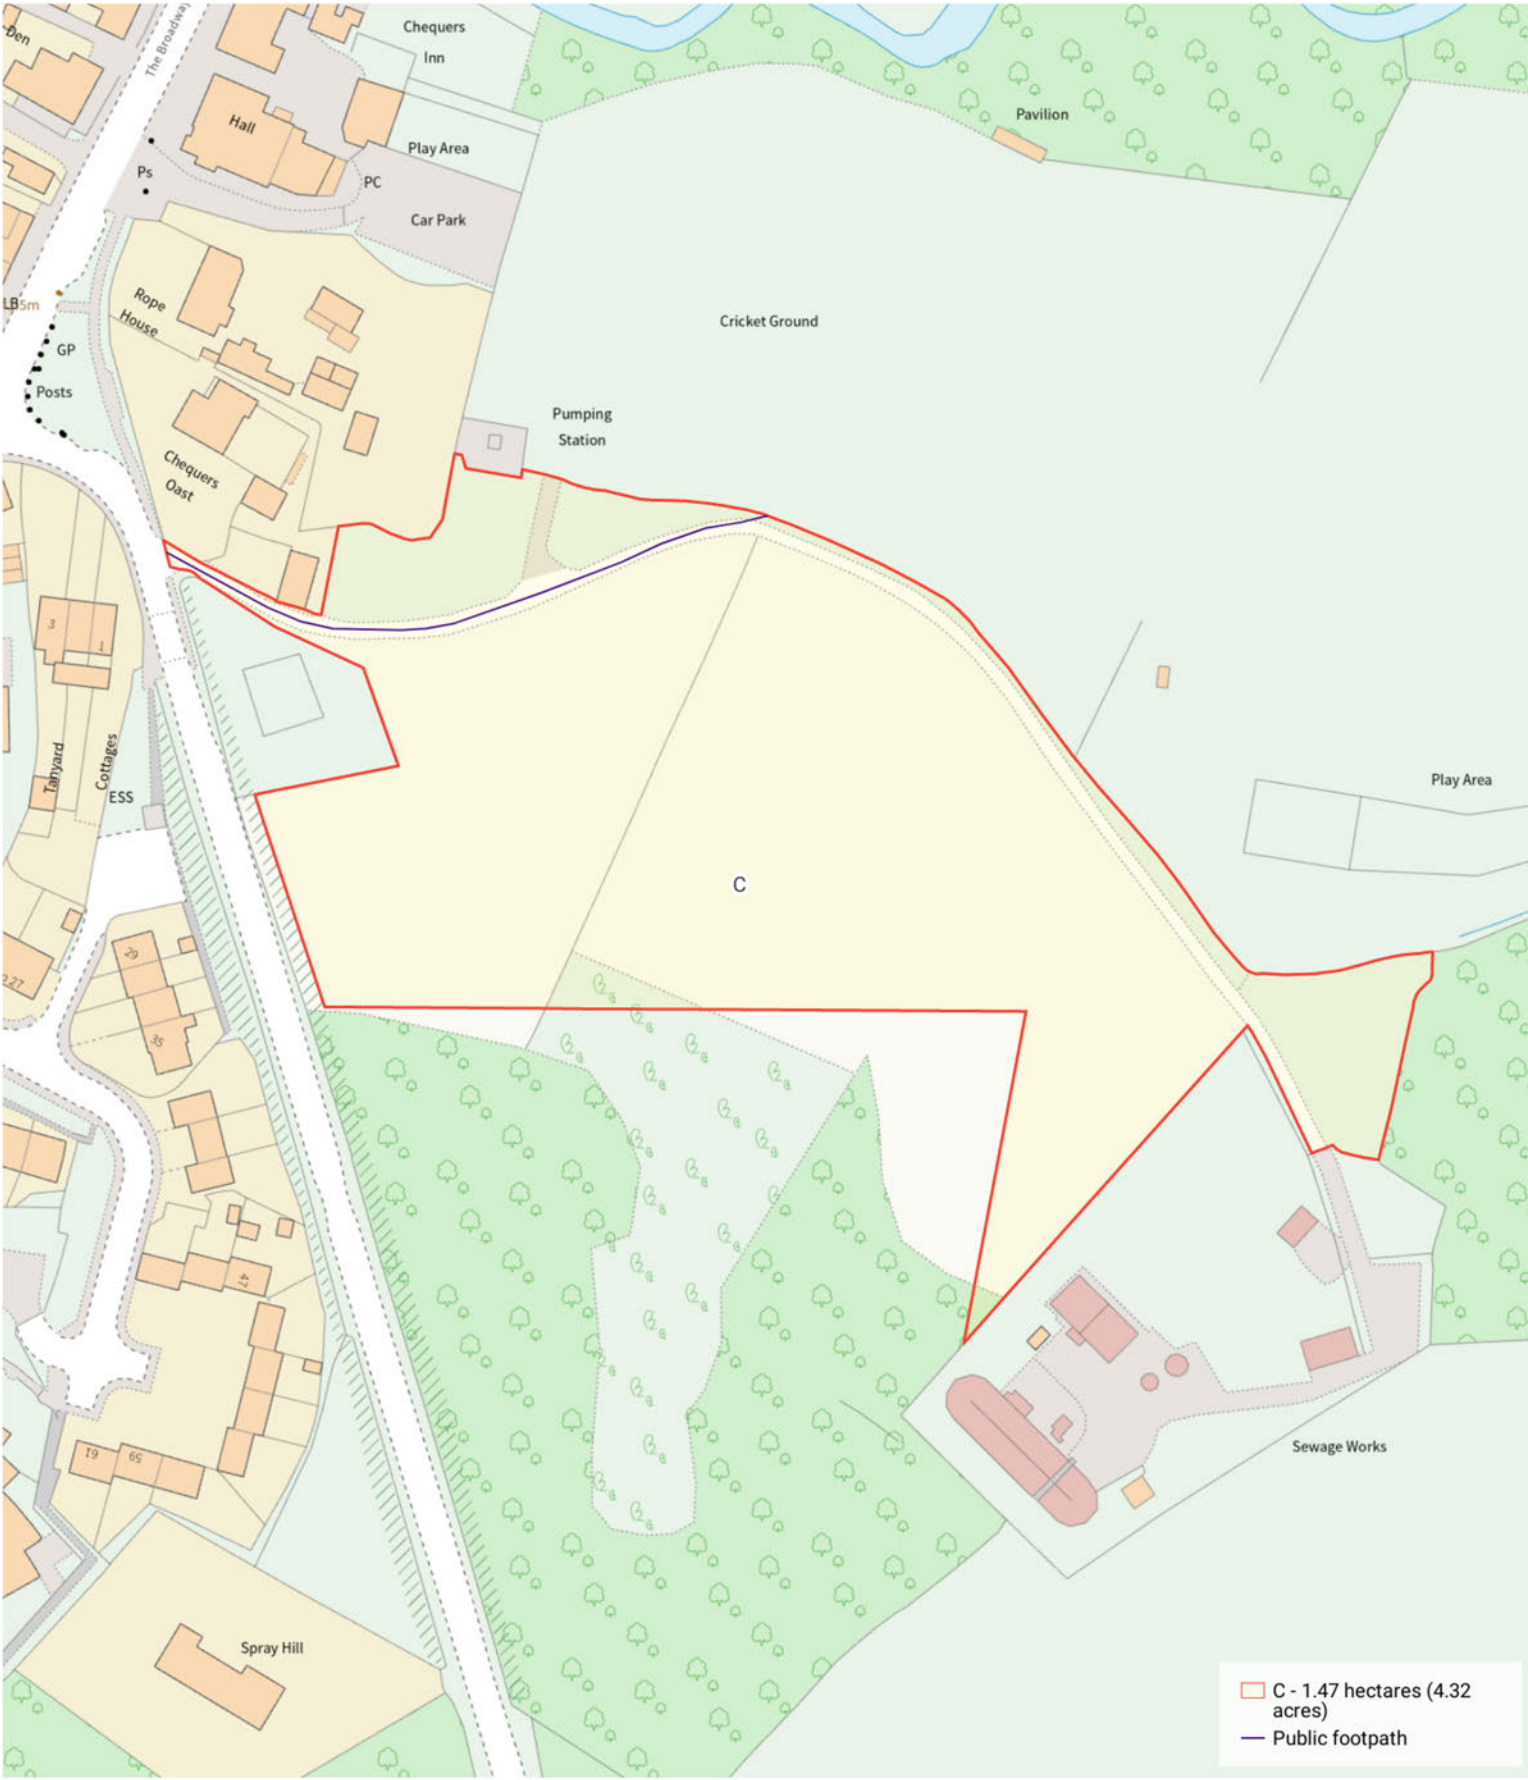 Den
The Broadway
Chequers
Inn
Hall
Play Area
Pavilion
Ps
PC
Car Park
Rope
House
LB
5m
GP
Posts
Cricket Ground
Pumping
Station
Chequers
Oast
3
1
Tanyard
Cottages
ESS
Play Area
C
29
27
35
47
61
59
Sewage Works
Spray Hill
C - 1.47 hectares (4.32
acres)
Public footpath